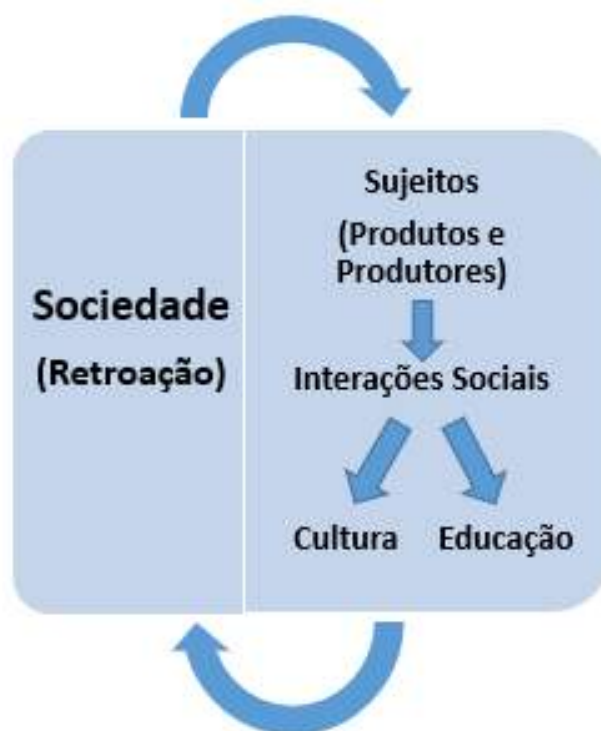 Sociedade
(Retroação)
Sujeitos
(Produtos e
Produtores)
Interações Sociais
Cultura
Educação